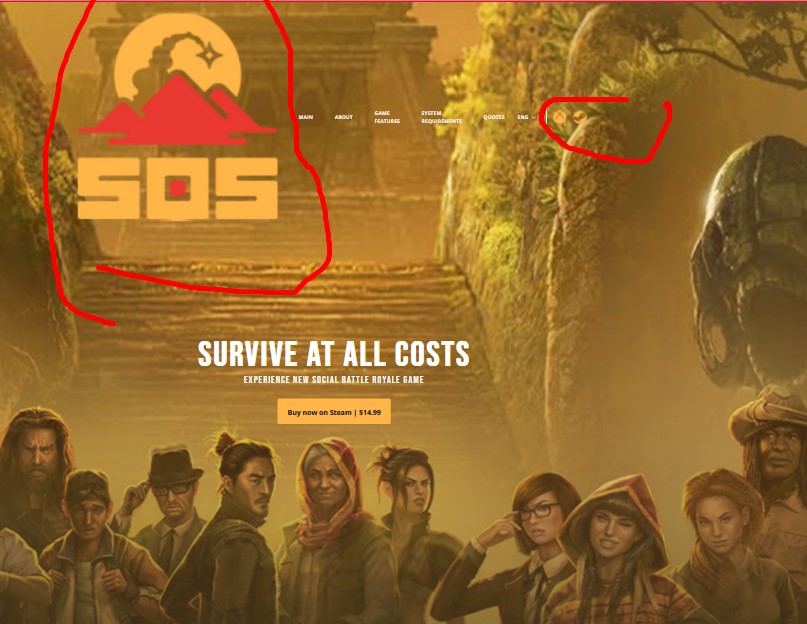 SOS
MAIN
ABOUT
GAME
FEATURES
SYSTEM
REQUIREMENTS
QUOTES
ENG
SURVIVE AT ALL COSTS
EXPERIENCE NEW SOCIAL BATTLE ROYALE GAME
Buy now on Steam | $14.99